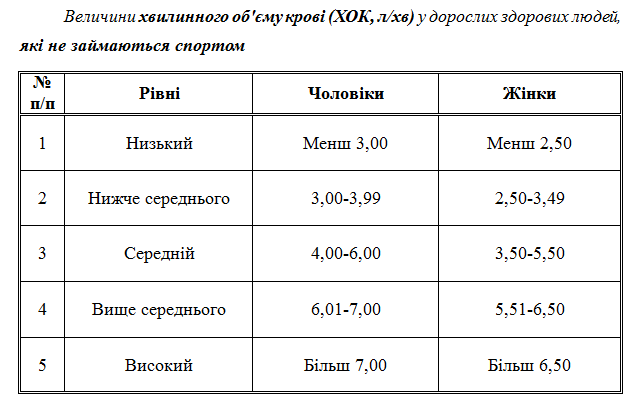 Величини хвилинного об'єму крові (ХОК, л/хв) у дорослих здорових людей,
які не займаються спортом
№ п/п Рівні Чоловіки Жінки
1 Низький Менш 3,00 Менш 2,50
2 Нижче середнього 3,00-3,99 2,50-3,49
3 Середній 4,00-6,00 3,50-5,50
4 Вище середнього 6,01-7,00 5,51-6,50
5 Високий Більш 7,00 Більш 6,50